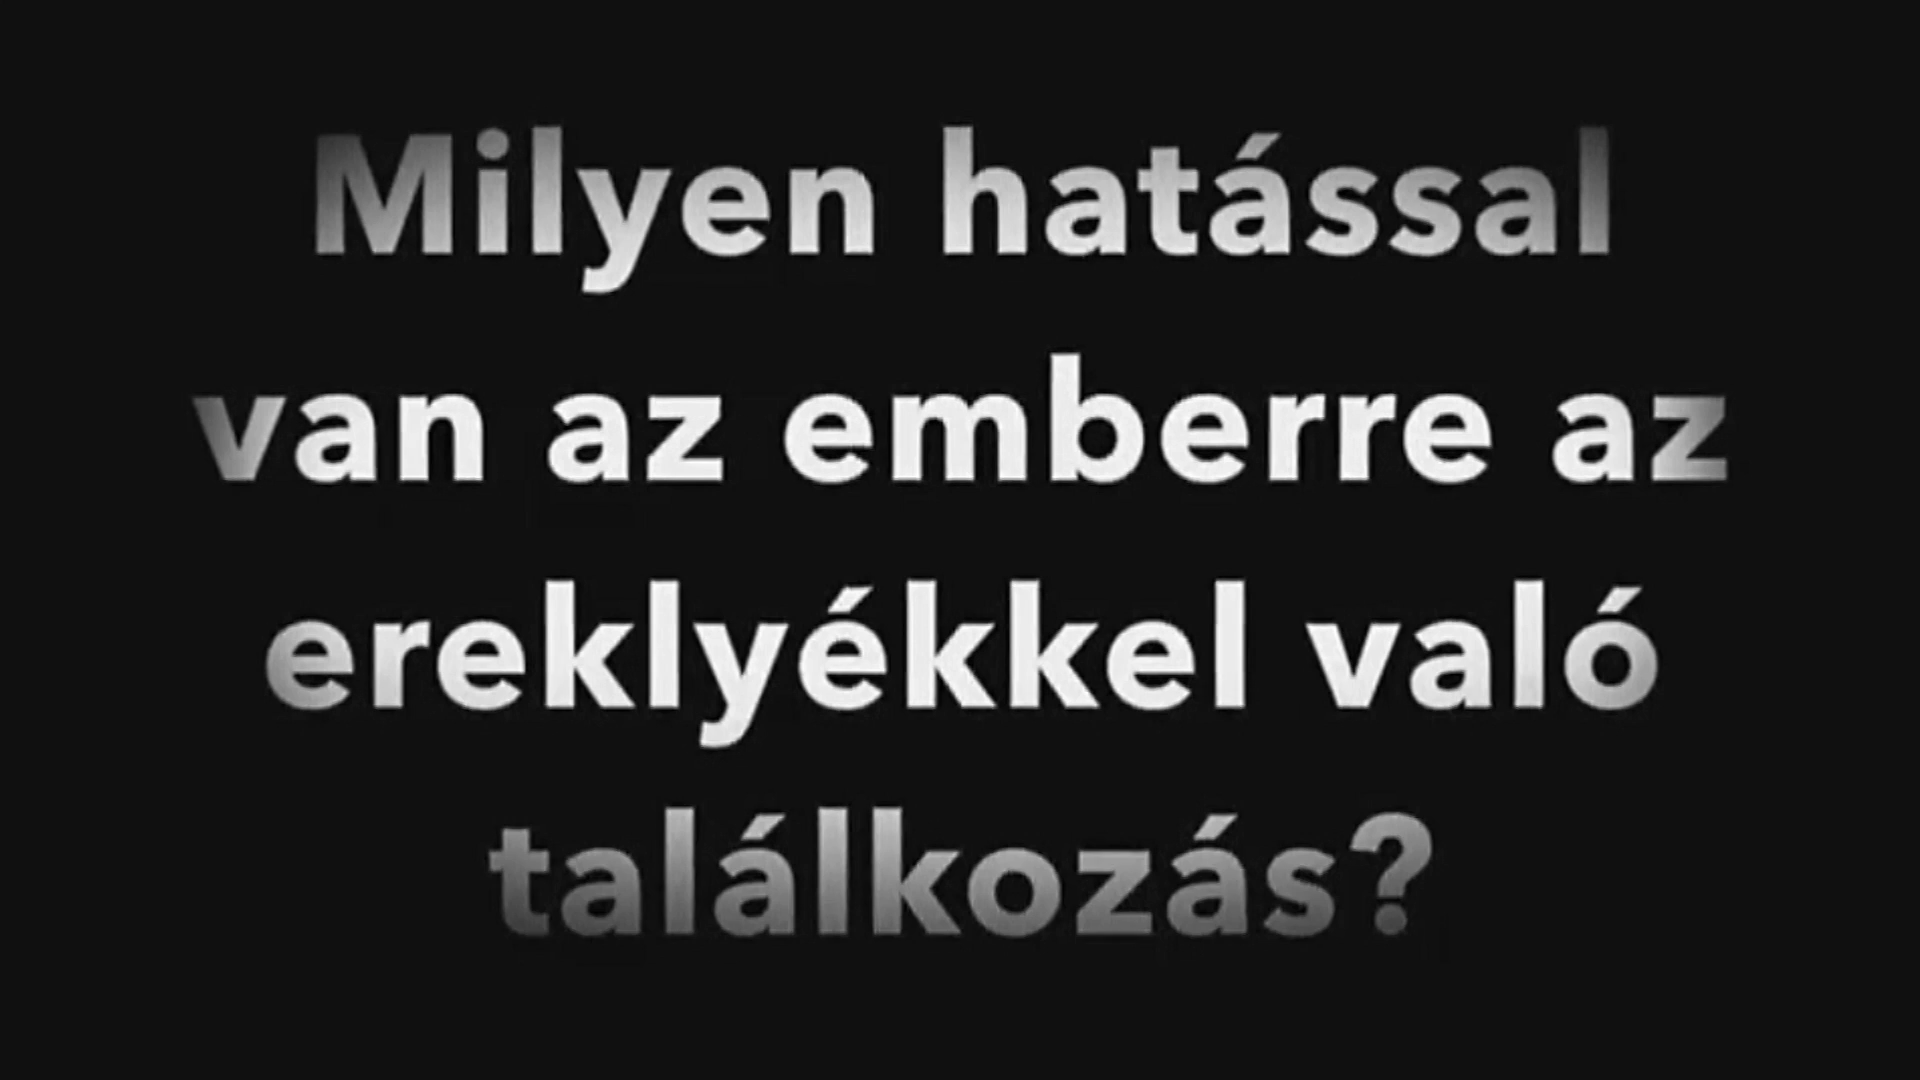 Milyen hatással
van az emberre az
ereklyékkel való
találkozás?